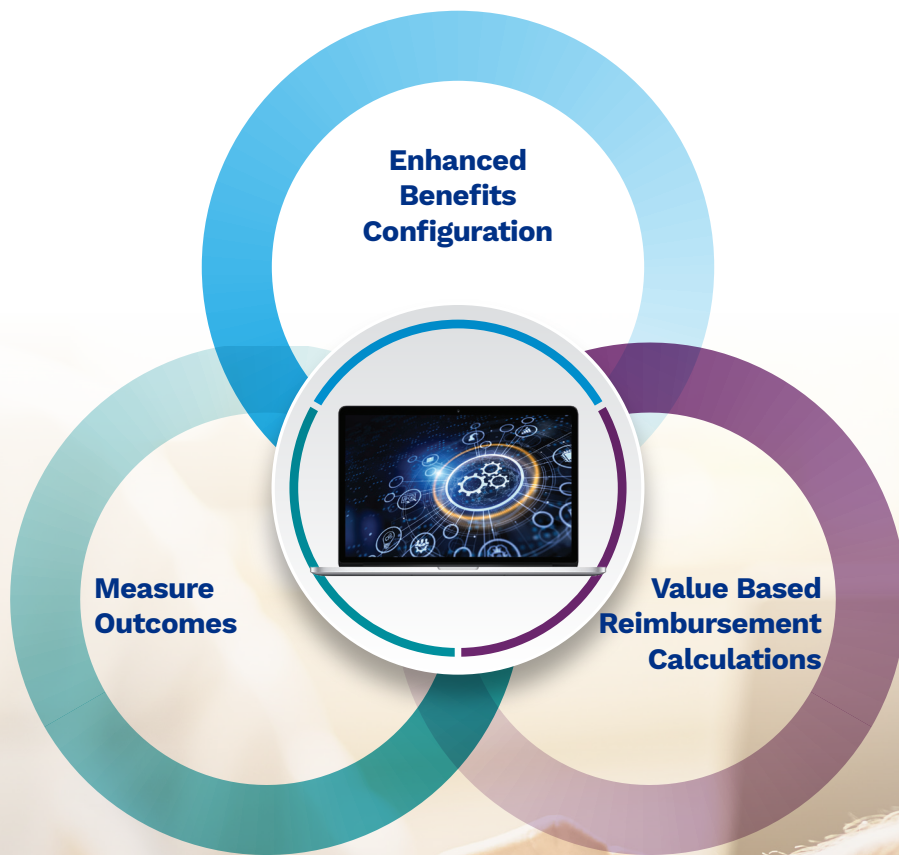 Enhanced
Benefits
Configuration
Measure
Outcomes
Value Based
Reimbursement
Calculations